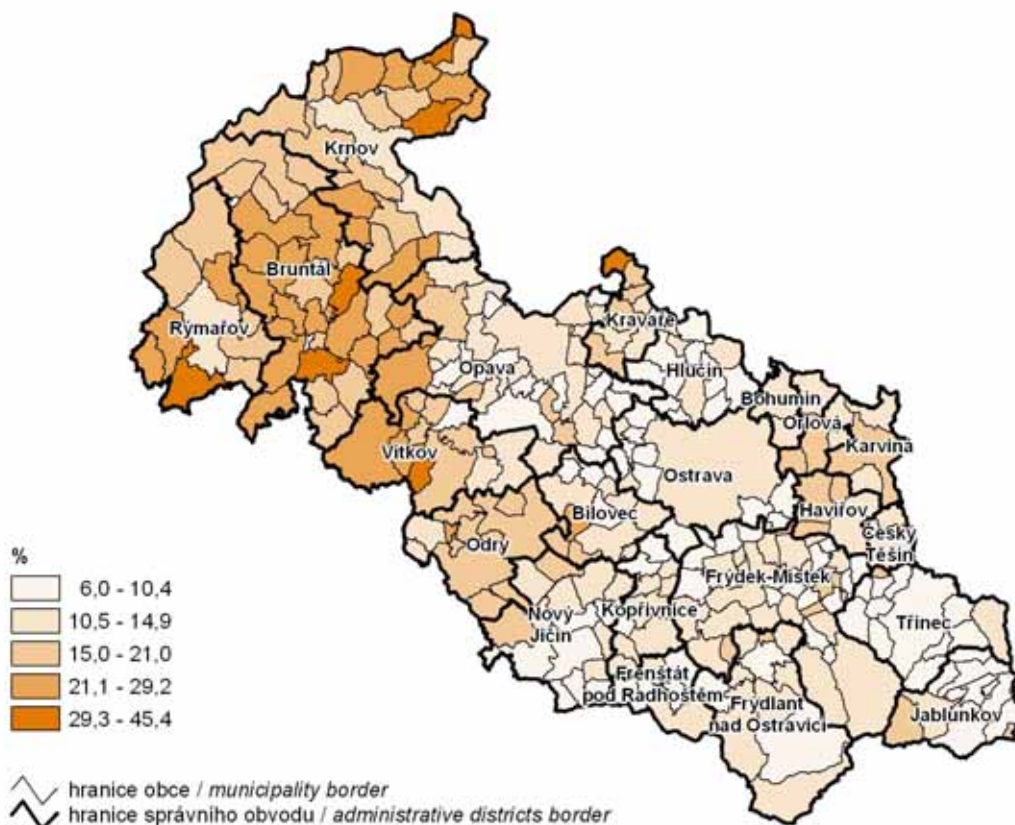 Krnov
Bruntál
Rýmařov
Kravaře
Opava
Hlučín
Bohumín
Orlová
Karviná
Vítkov
Ostrava
Bílovec
Havířov
Odry
Český
Těšín
%
6,0 - 10,4
10,5 - 14,9
15,0 - 21,0
21,1 - 29,2
29,3 - 45,4
Frýdek-Místek
Nový
Jičín
Kopřivnice
Třinec
Frenštát
pod Radhoštěm
Frýdlant
nad Ostravicí
Jablunkov
hranice obce / municipality border
hranice správního obvodu / administrative districts border